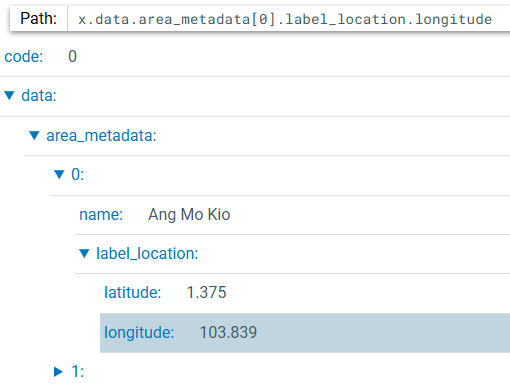 Path: x.data.area_metadata[0].label_location.longitude
code: 0
data:
area_metadata:
0:
name: Ang Mo Kio
label_location:
latitude: 1.375
longitude: 103.839
1: